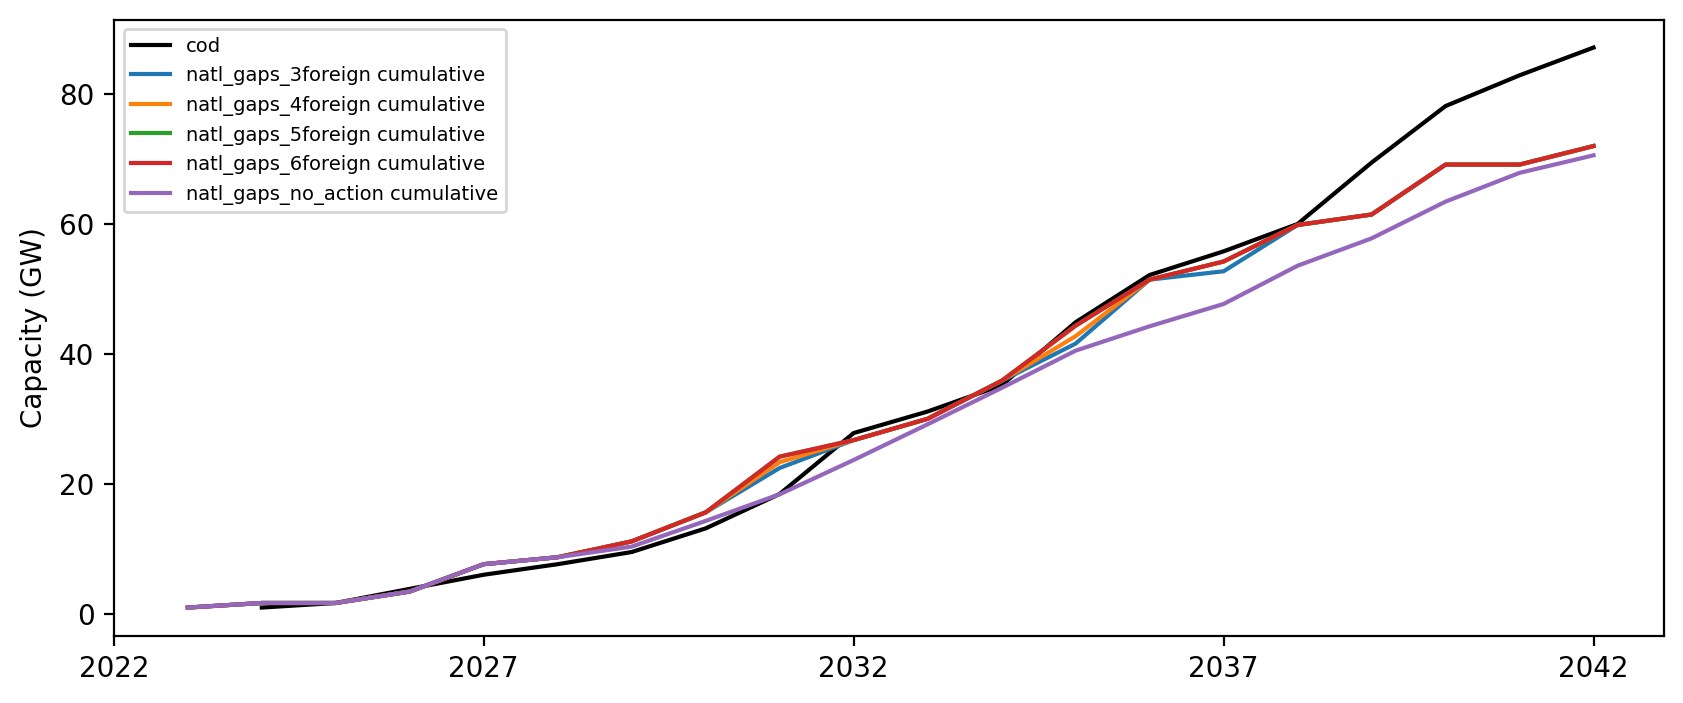 cod
natl_gaps_3foreign cumulative
natl_gaps_4foreign cumulative
natl_gaps_5foreign cumulative
natl_gaps_6foreign cumulative
natl_gaps_no_action cumulative
Capacity (GW)
80
60
40
20
0
2022 2027 2032 2037 2042